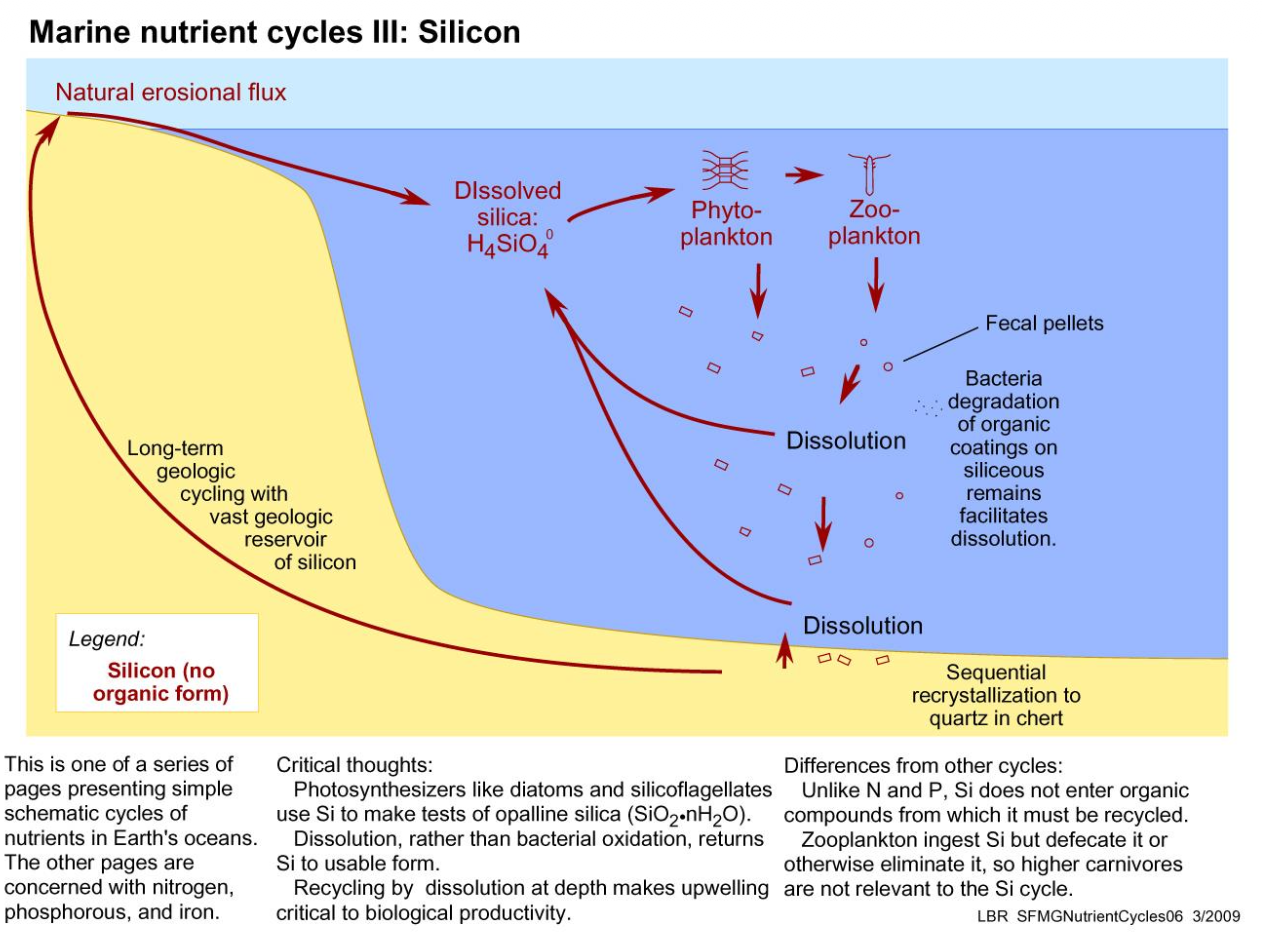 Marine nutrient cycles III: Silicon
Natural erosional flux
DIssolved
silica:
H4SiO4 0
Phyto-
plankton
Zoo-
plankton
Fecal pellets
Bacteria
degradation
of organic
coatings on
siliceous
remains
facilitates
dissolution.
Dissolution
Long-term
geologic
cycling with
vast geologic
reservoir
of silicon
Dissolution
Legend:
Silicon (no
organic form)
Sequential
recrystallization to
quartz in chert
This is one of a series of
pages presenting simple
schematic cycles of
nutrients in Earth's oceans.
The other pages are
concerned with nitrogen,
phosphorous, and iron.
Critical thoughts:
Photosynthesizers like diatoms and silicoflagellates
use Si to make tests of opalline silica (SiO2•nH2O).
Dissolution, rather than bacterial oxidation, returns
Si to usable form.
Recycling by dissolution at depth makes upwelling
critical to biological productivity.
Differences from other cycles:
Unlike N and P, Si does not enter organic
compounds from which it must be recycled.
Zooplankton ingest Si but defecate it or
otherwise eliminate it, so higher carnivores
are not relevant to the Si cycle.
LBR SFMGNutrientCycles06 3/2009